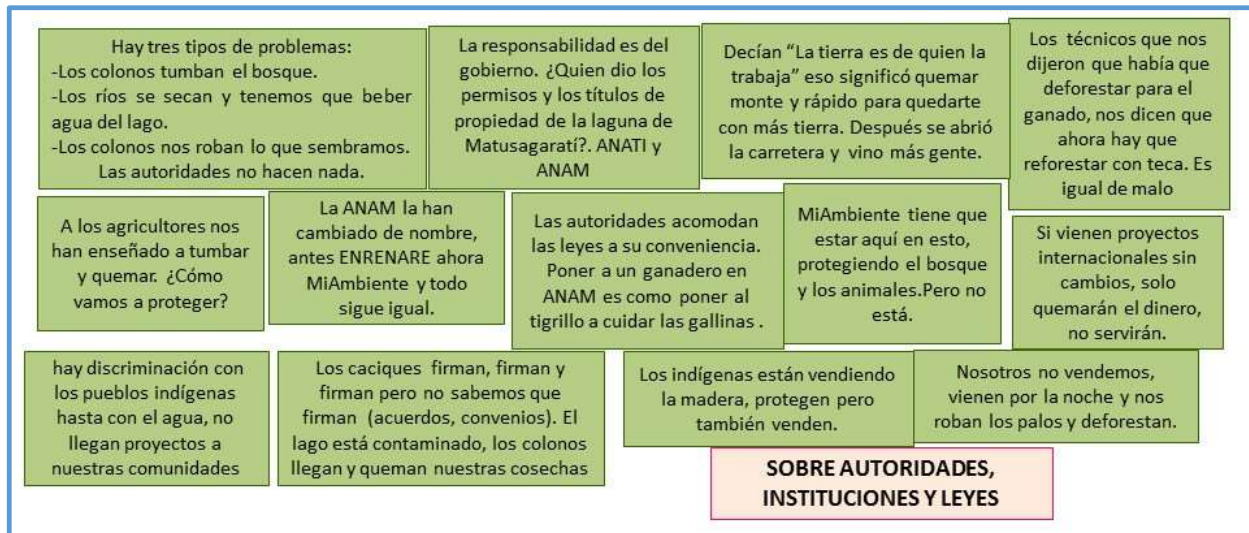 Hay tres tipos de problemas:
-Los colonos tumban el bosque.
-Los ríos se secan y tenemos que beber
agua del lago.
-Los colonos nos roban lo que sembramos.
Las autoridades no hacen nada.
La responsabilidad es del
gobierno. ¿Quien dio los
permisos y los títulos de
propiedad de la laguna de
Matusagaratí?. ANATI y
ANAM
Decían “La tierra es de quien la
trabaja” eso significó quemar
monte y rápido para quedarte
con más tierra. Después se abrió
la carretera y vino más gente.
Los técnicos que nos
dijeron que había que
deforestar para el
ganado, nos dicen que
ahora hay que
reforestar con teca. Es
igual de malo
A los agricultores nos
han enseñado a tumbar
y quemar. ¿Cómo
vamos a proteger?
La ANAM la han
cambiado de nombre,
antes ENRENARE ahora
MiAmbiente y todo
sigue igual.
Las autoridades acomodan
las leyes a su conveniencia.
Poner a un ganadero en
ANAM es como poner al
tigrillo a cuidar las gallinas .
MiAmbiente tiene que
estar aquí en esto,
protegiendo el bosque
y los animales.Pero no
está.
Si vienen proyectos
internacionales sin
cambios, solo
quemarán el dinero,
no servirán.
hay discriminación con
los pueblos indígenas
hasta con el agua, no
llegan proyectos a
nuestras comunidades
Los caciques firman, firman y
firman pero no sabemos que
firman (acuerdos, convenios). El
lago está contaminado, los colonos
llegan y queman nuestras cosechas
Los indígenas están vendiendo
la madera, protegen pero
también venden.
Nosotros no vendemos,
vienen por la noche y nos
roban los palos y deforestan.
SOBRE AUTORIDADES,
INSTITUCIONES Y LEYES